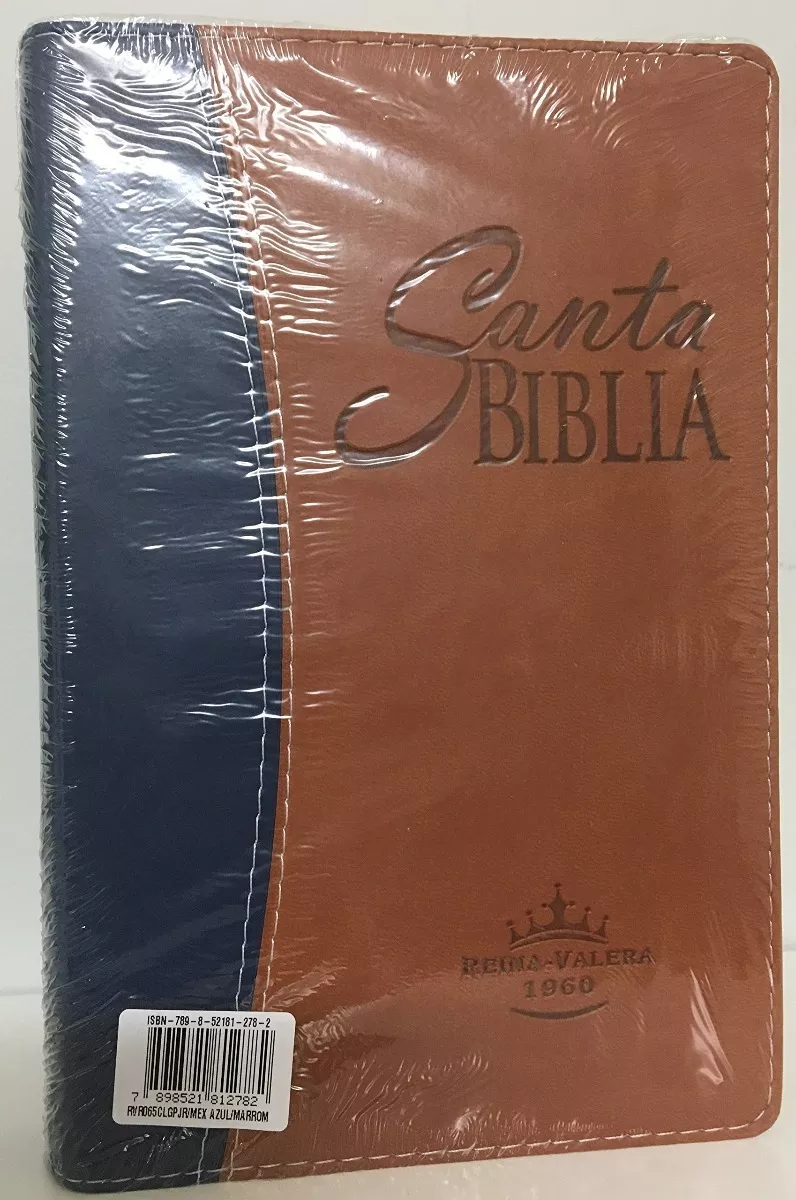 Santa
BIBLIA
REINA-VALERA
1960
ISBN-789-8-52181-278-2
7 898521 812782
RVR065CLGPJR/MEX AZUL/MARROM